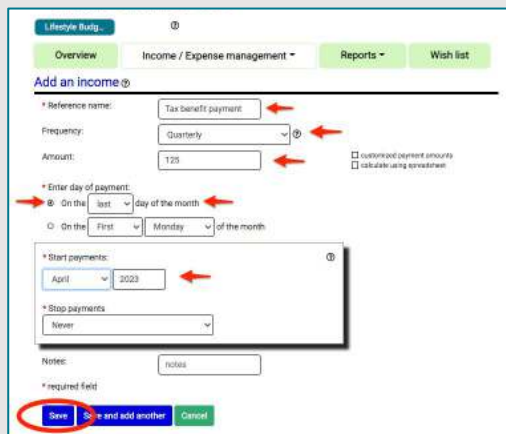 Lifestyle Budg...
Overview Income / Expense management Reports Wish list
Add an income
* Reference name: Tax benefit payment
Frequency: Quarterly
Amount: 125 customized payment amounts
calculate using spreadsheet
* Enter day of payment:
On the last day of the month
On the First Monday of the month
* Start payments:
April 2023
* Stop payments
Never
Notes: notes
* required field
Save Save and add another Cancel